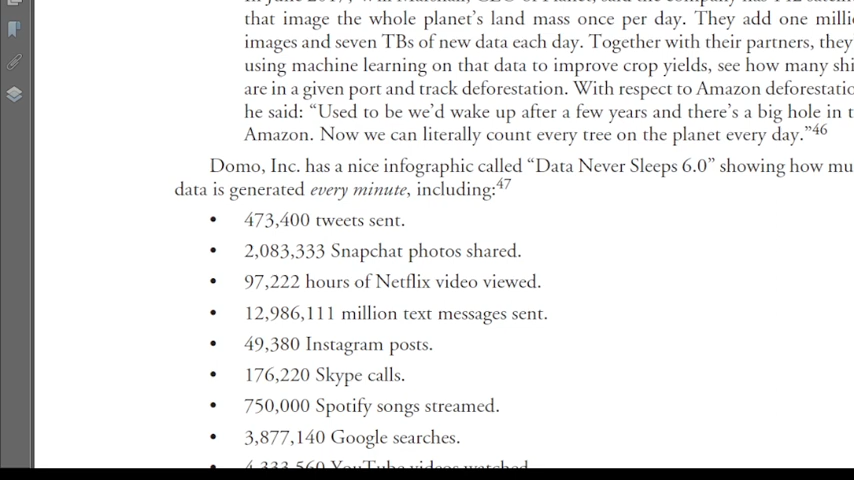 that image the whole planet's land mass once per day. They add one
images and seven TBs of new data each day. Together with their partners, they
using machine learning on that data to improve crop yields, see how many
are in a given port and track deforestation. With respect to Amazon
he said: “Used to be we'd wake up after a few years and there's a big hole in
Amazon. Now we can literally count every tree on the planet every day.”46
Domo, Inc. has a nice infographic called “Data Never Sleeps 6.0” showing how
data is generated every minute, including:47
• 473,400 tweets sent.
• 2,083,333 Snapchat photos shared.
• 97,222 hours of Netflix video viewed.
• 12,986,111 million text messages sent.
• 49,380 Instagram posts.
• 176,220 Skype calls.
• 750,000 Spotify songs streamed.
• 3,877,140 Google searches.
• 4,333,560 YouTube videos watched.